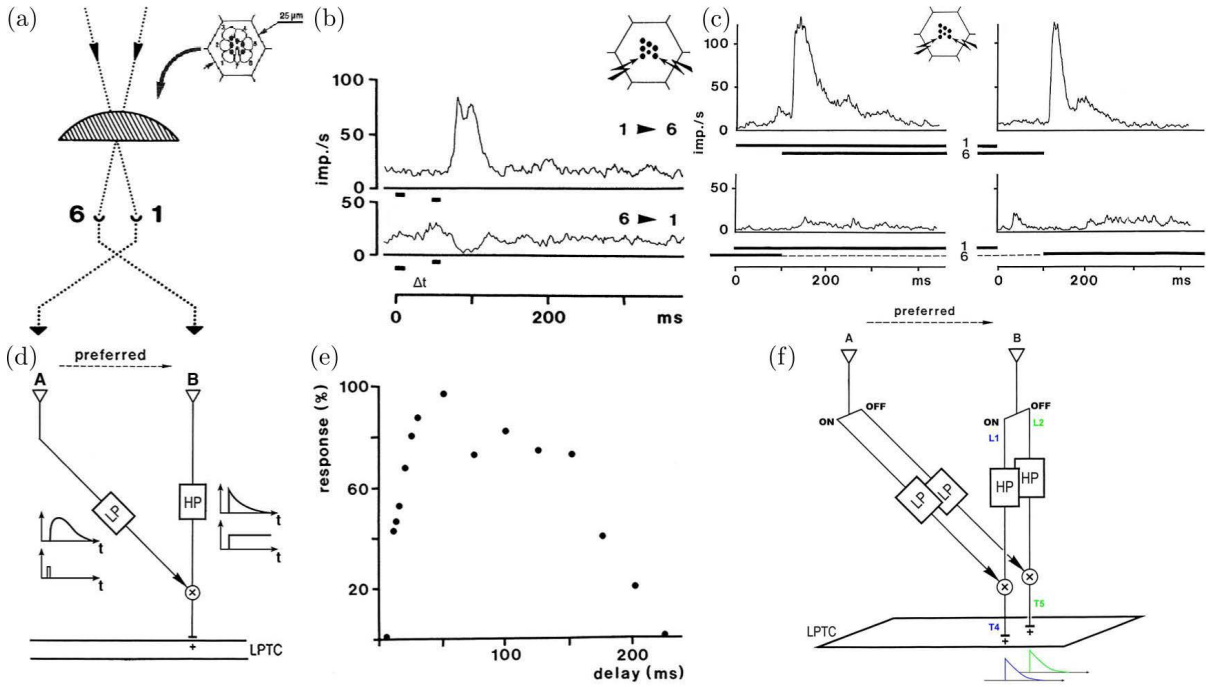 (a)
25 µm
6 1
(b)
100
imp./s
50
1 ► 6
0
50
6 ► 1
0
Δt
0 200 ms
(c)
100
imp./s
50
0
1
6
50
0
1
6
0 200 ms
0 200 ms
(d)
preferred
A B
LP
HP
t t
t t
×
+
LPTC
(e)
100
response (%)
60
20
0 100 200
delay (ms)
(f)
preferred
A B
ON OFF
ON OFF
L1 L2
LP LP
HP HP
× ×
T5
T4
LPTC
+ +